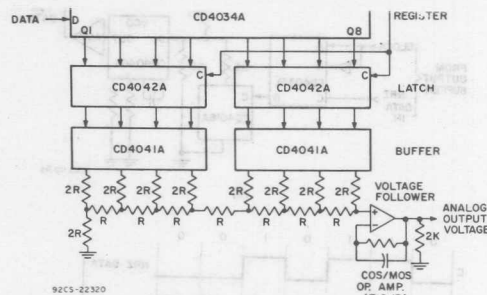 DATA
D
CD4034A
REGISTER
Q1
Q8
CD4042A
C
CD4042A
C
LATCH
CD4041A
CD4041A
BUFFER
2R
2R
2R
2R
2R
2R
2R
2R
VOLTAGE
FOLLOWER
R
R
R
R
R
R
R
2R
+
−
ANALOG
OUTPUT
VOLTAGE
2K
COS/MOS
OP. AMP.
92CS-22320